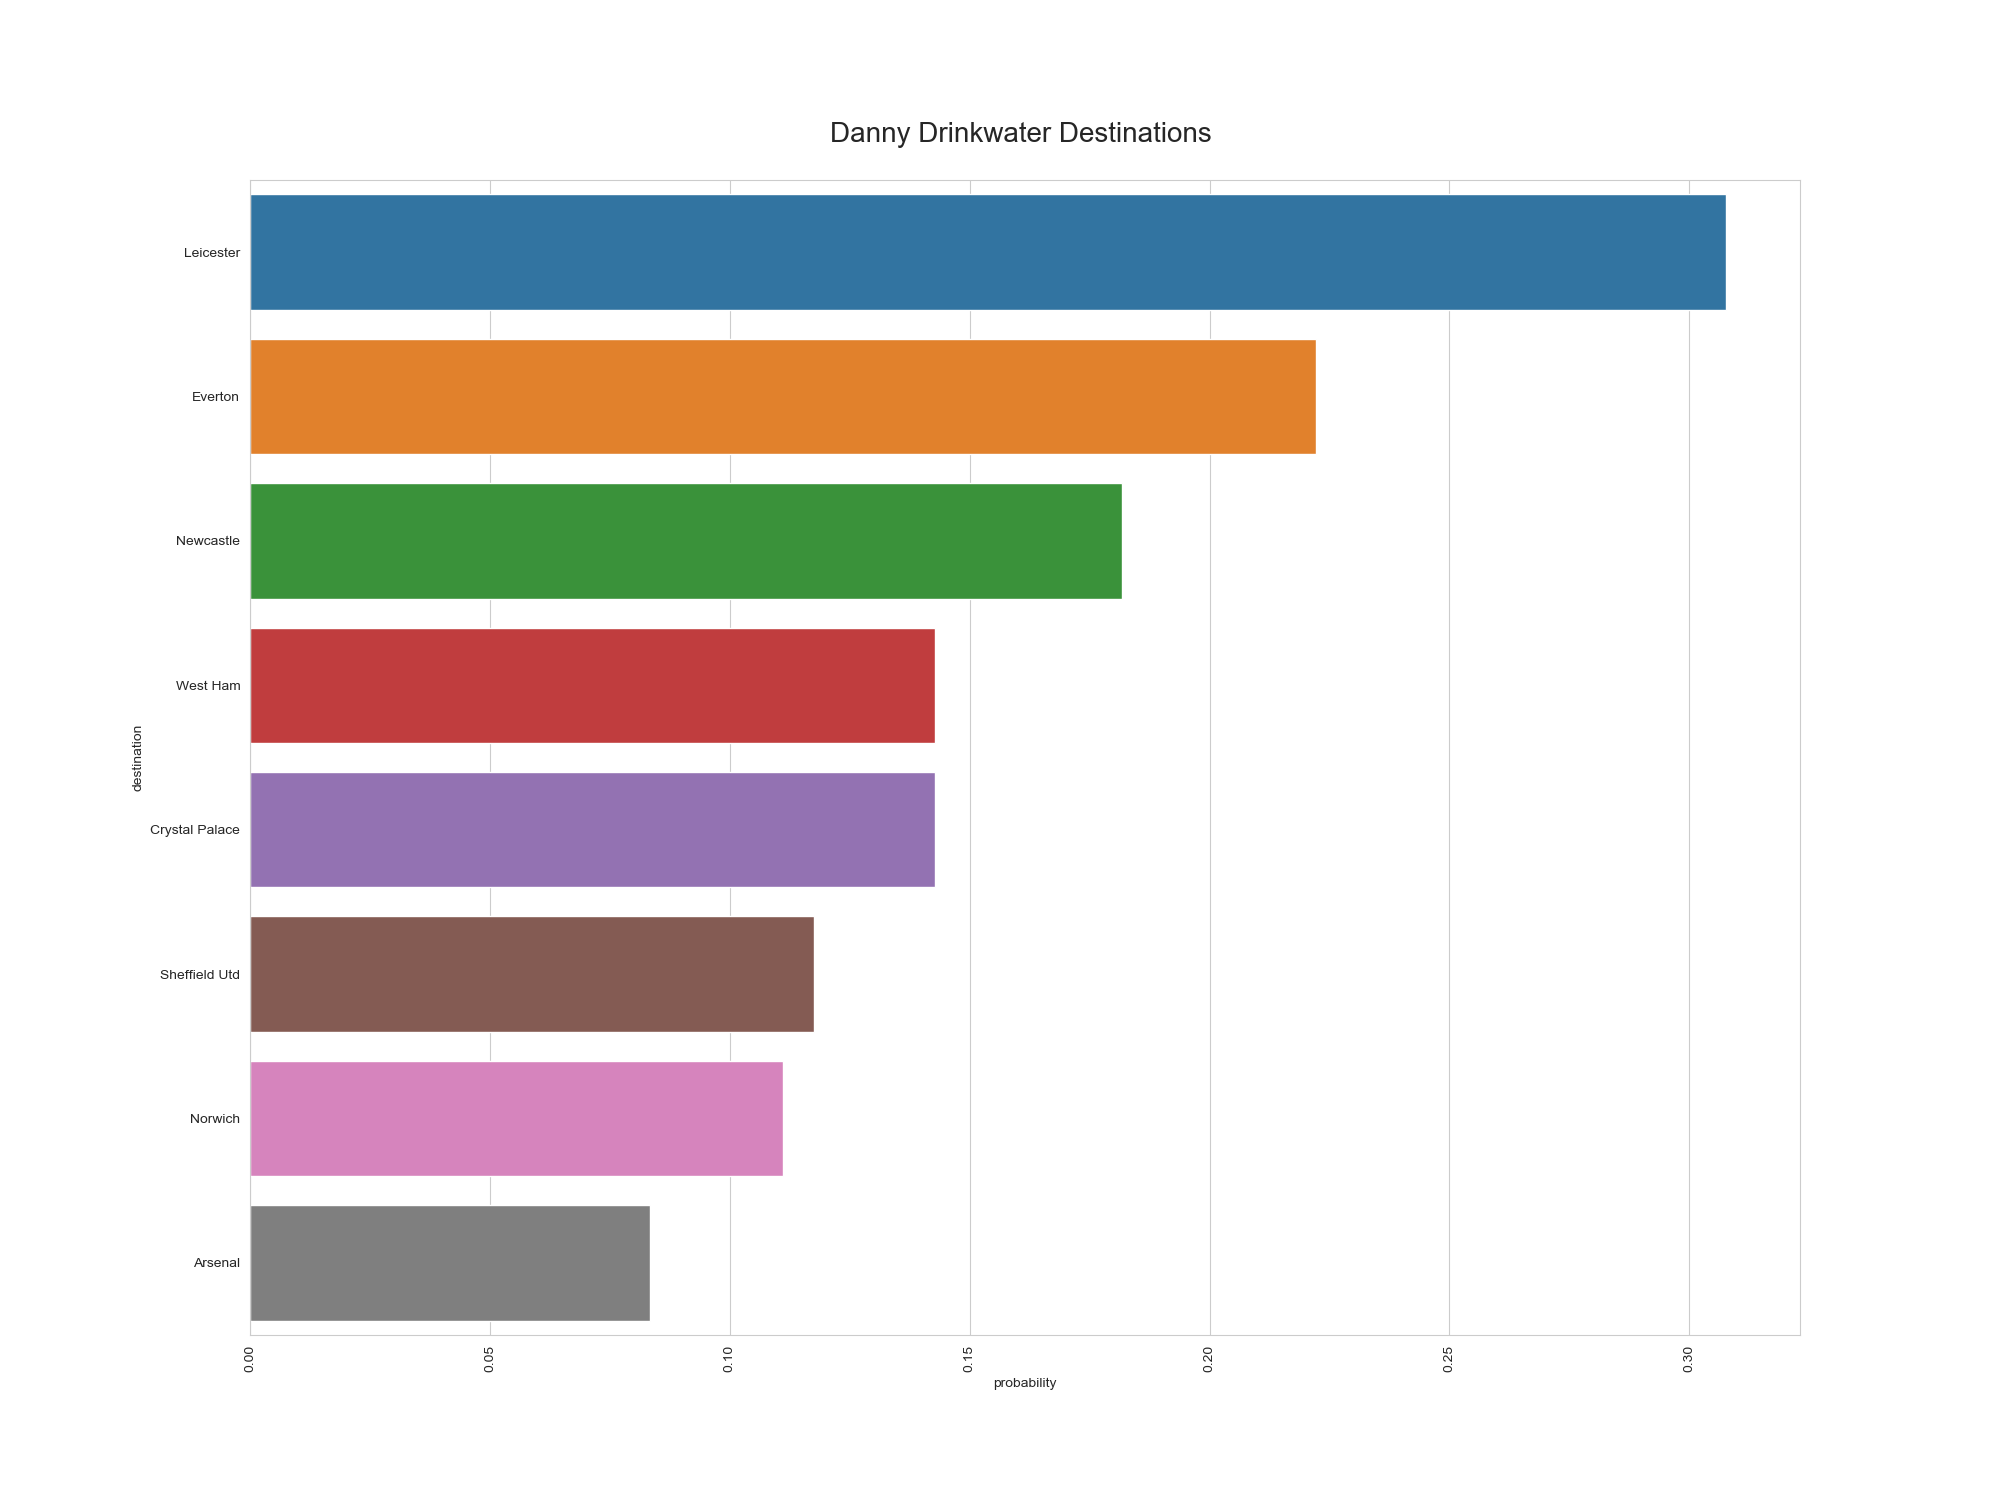 Danny Drinkwater Destinations
Leicester
Everton
Newcastle
West Ham
destination
Crystal Palace
Sheffield Utd
Norwich
Arsenal
0.00
0.05
0.10
0.15
0.20
0.25
0.30
probability